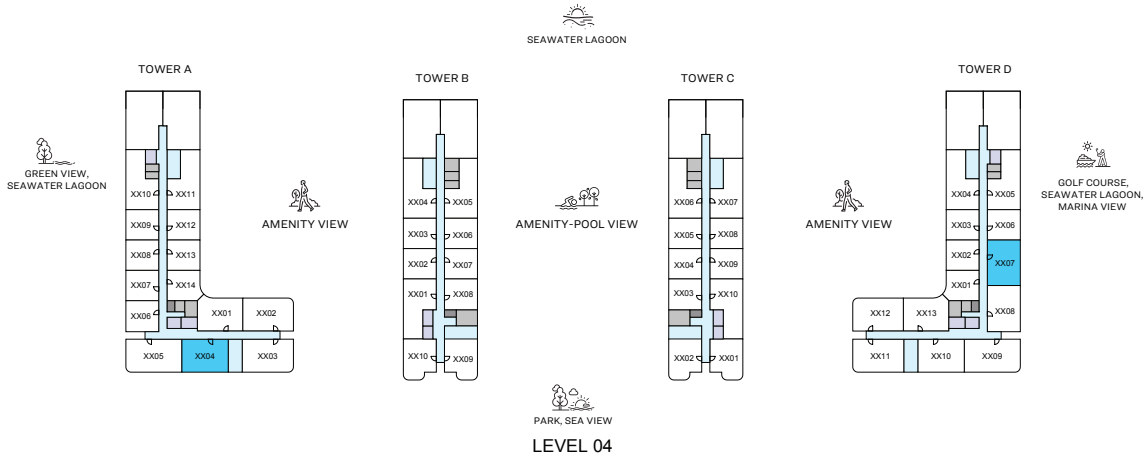 SEAWATER LAGOON
TOWER A
TOWER B
TOWER C
TOWER D
GREEN VIEW,
SEAWATER LAGOON
AMENITY VIEW
AMENITY-POOL VIEW
AMENITY VIEW
GOLF COURSE,
SEAWATER LAGOON,
MARINA VIEW
XX10 XX11
XX09 XX12
XX08 XX13
XX07 XX14
XX06
XX01 XX02
XX05 XX04 XX03
XX04 XX05
XX03 XX06
XX02 XX07
XX01 XX08
XX10 XX09
XX06 XX07
XX05 XX08
XX04 XX09
XX03 XX10
XX02 XX01
XX04 XX05
XX03 XX06
XX02 XX07
XX01
XX12 XX13 XX08
XX11 XX10 XX09
PARK, SEA VIEW
LEVEL 04